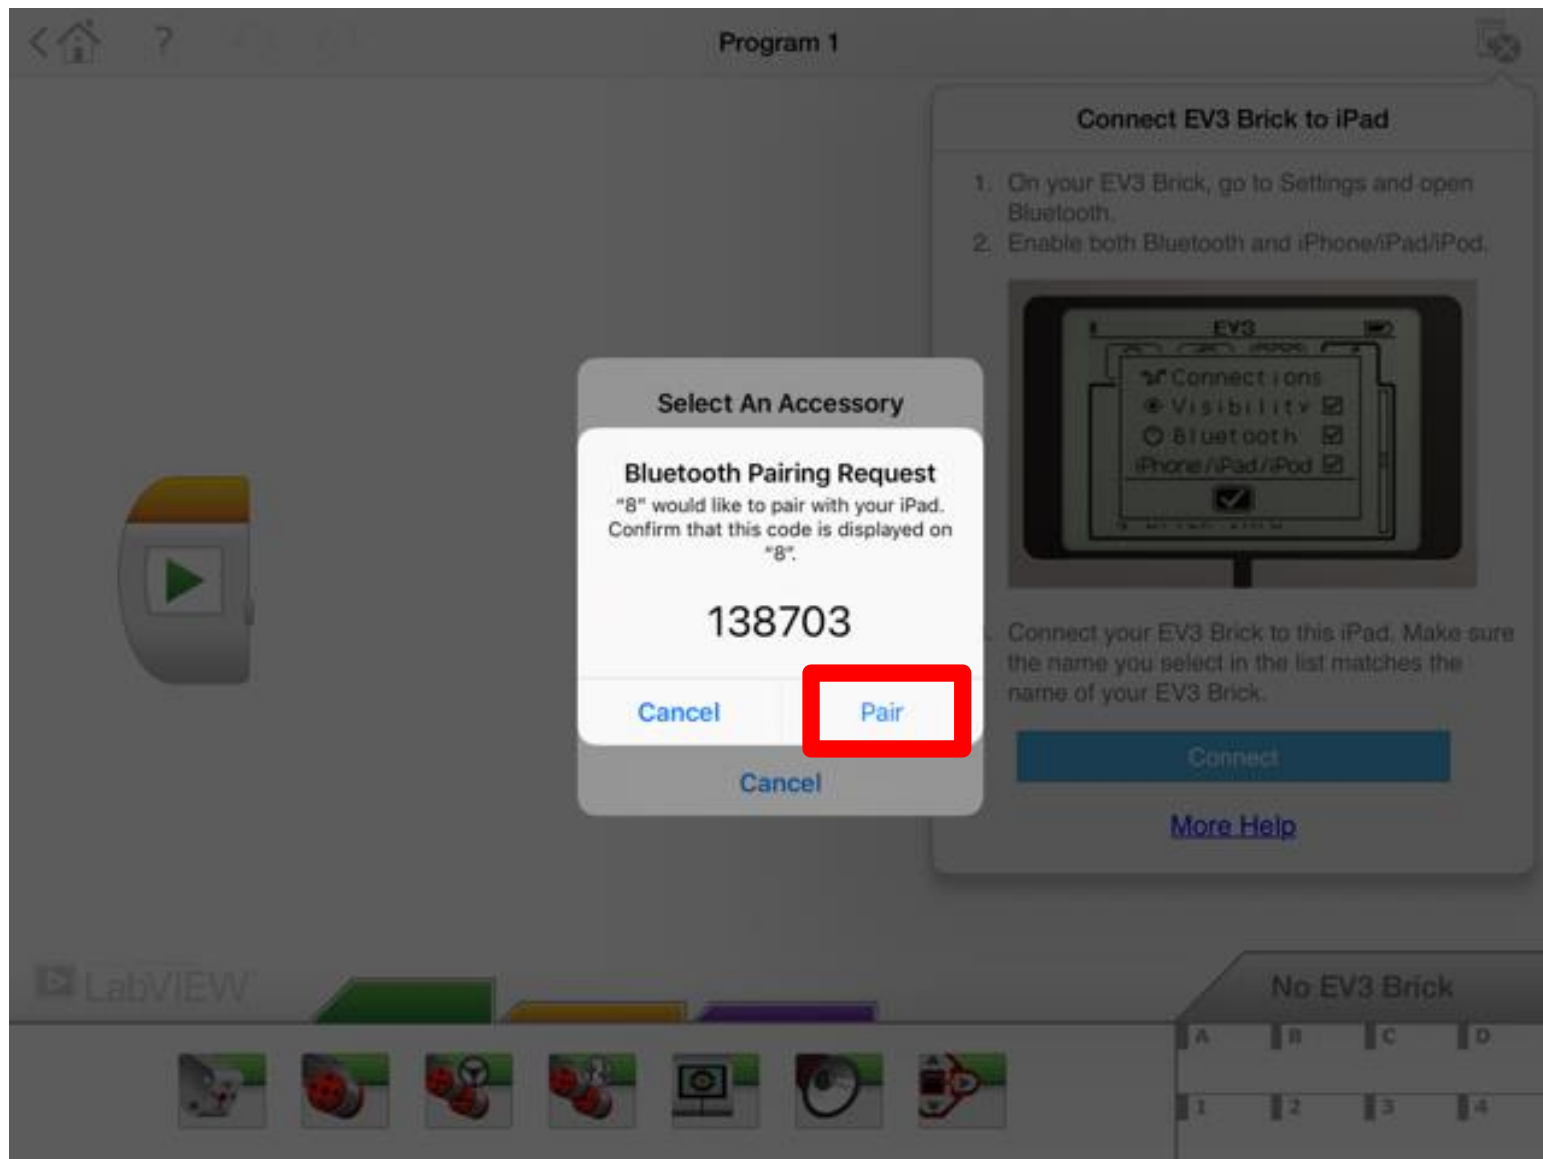 ?
Program 1
Connect EV3 Brick to iPad
1. On your EV3 Brick, go to Settings and open
Bluetooth.
2. Enable both Bluetooth and iPhone/iPad/iPod.
EV3
Connections
Visibility
Bluetooth
iPhone/iPad/iPod
Connect your EV3 Brick to this iPad. Make sure
the name you select in the list matches the
name of your EV3 Brick.
Connect
More Help
Select An Accessory
Bluetooth Pairing Request
"8" would like to pair with your iPad.
Confirm that this code is displayed on
"8".
138703
Cancel Pair
Cancel
LabVIEW
No EV3 Brick
A B C D
1 2 3 4